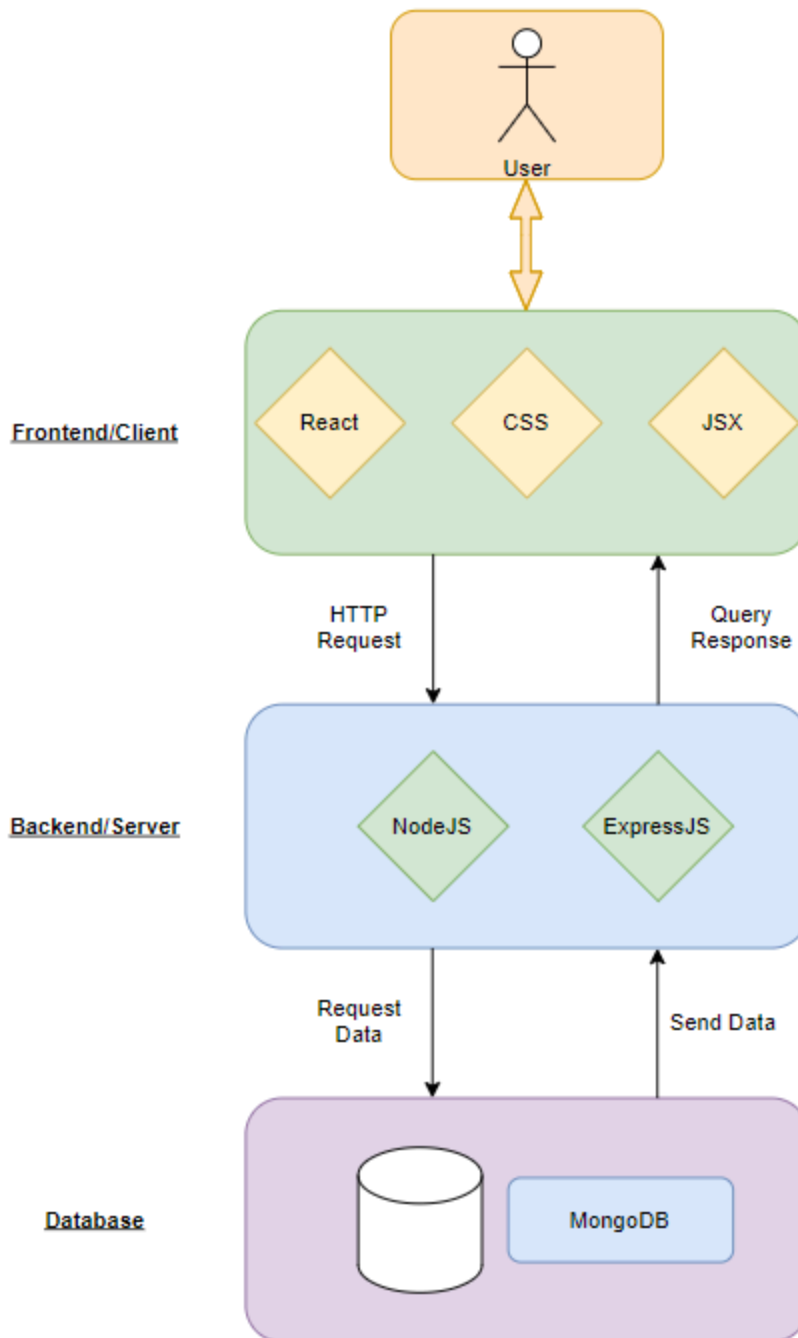 User
Frontend/Client
React
CSS
JSX
HTTP
Request
Query
Response
Backend/Server
NodeJS
ExpressJS
Request
Data
Send Data
Database
MongoDB